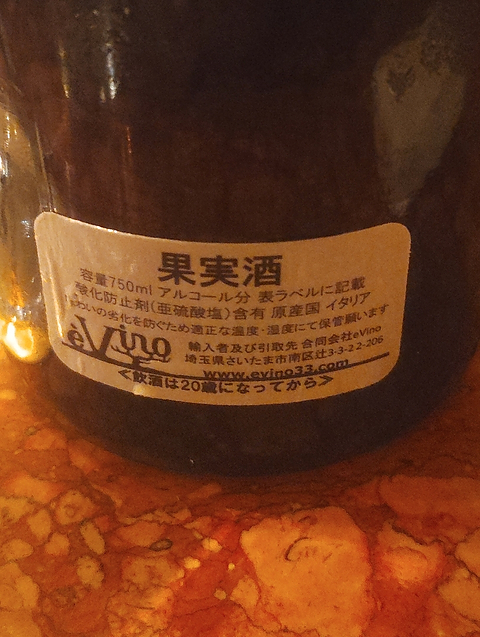 果実酒
容量750ml アルコール分 表ラベルに記載
酸化防止剤(亜硫酸塩)含有 原産国 イタリア
味わいの劣化を防ぐため適正な温度・湿度にて保管願います
èVino
輸入者及び引取先 合同会社eVino
埼玉県さいたま市南区辻3-3-2 2-206
www.evino33.com
<飲酒は20歳になってから>